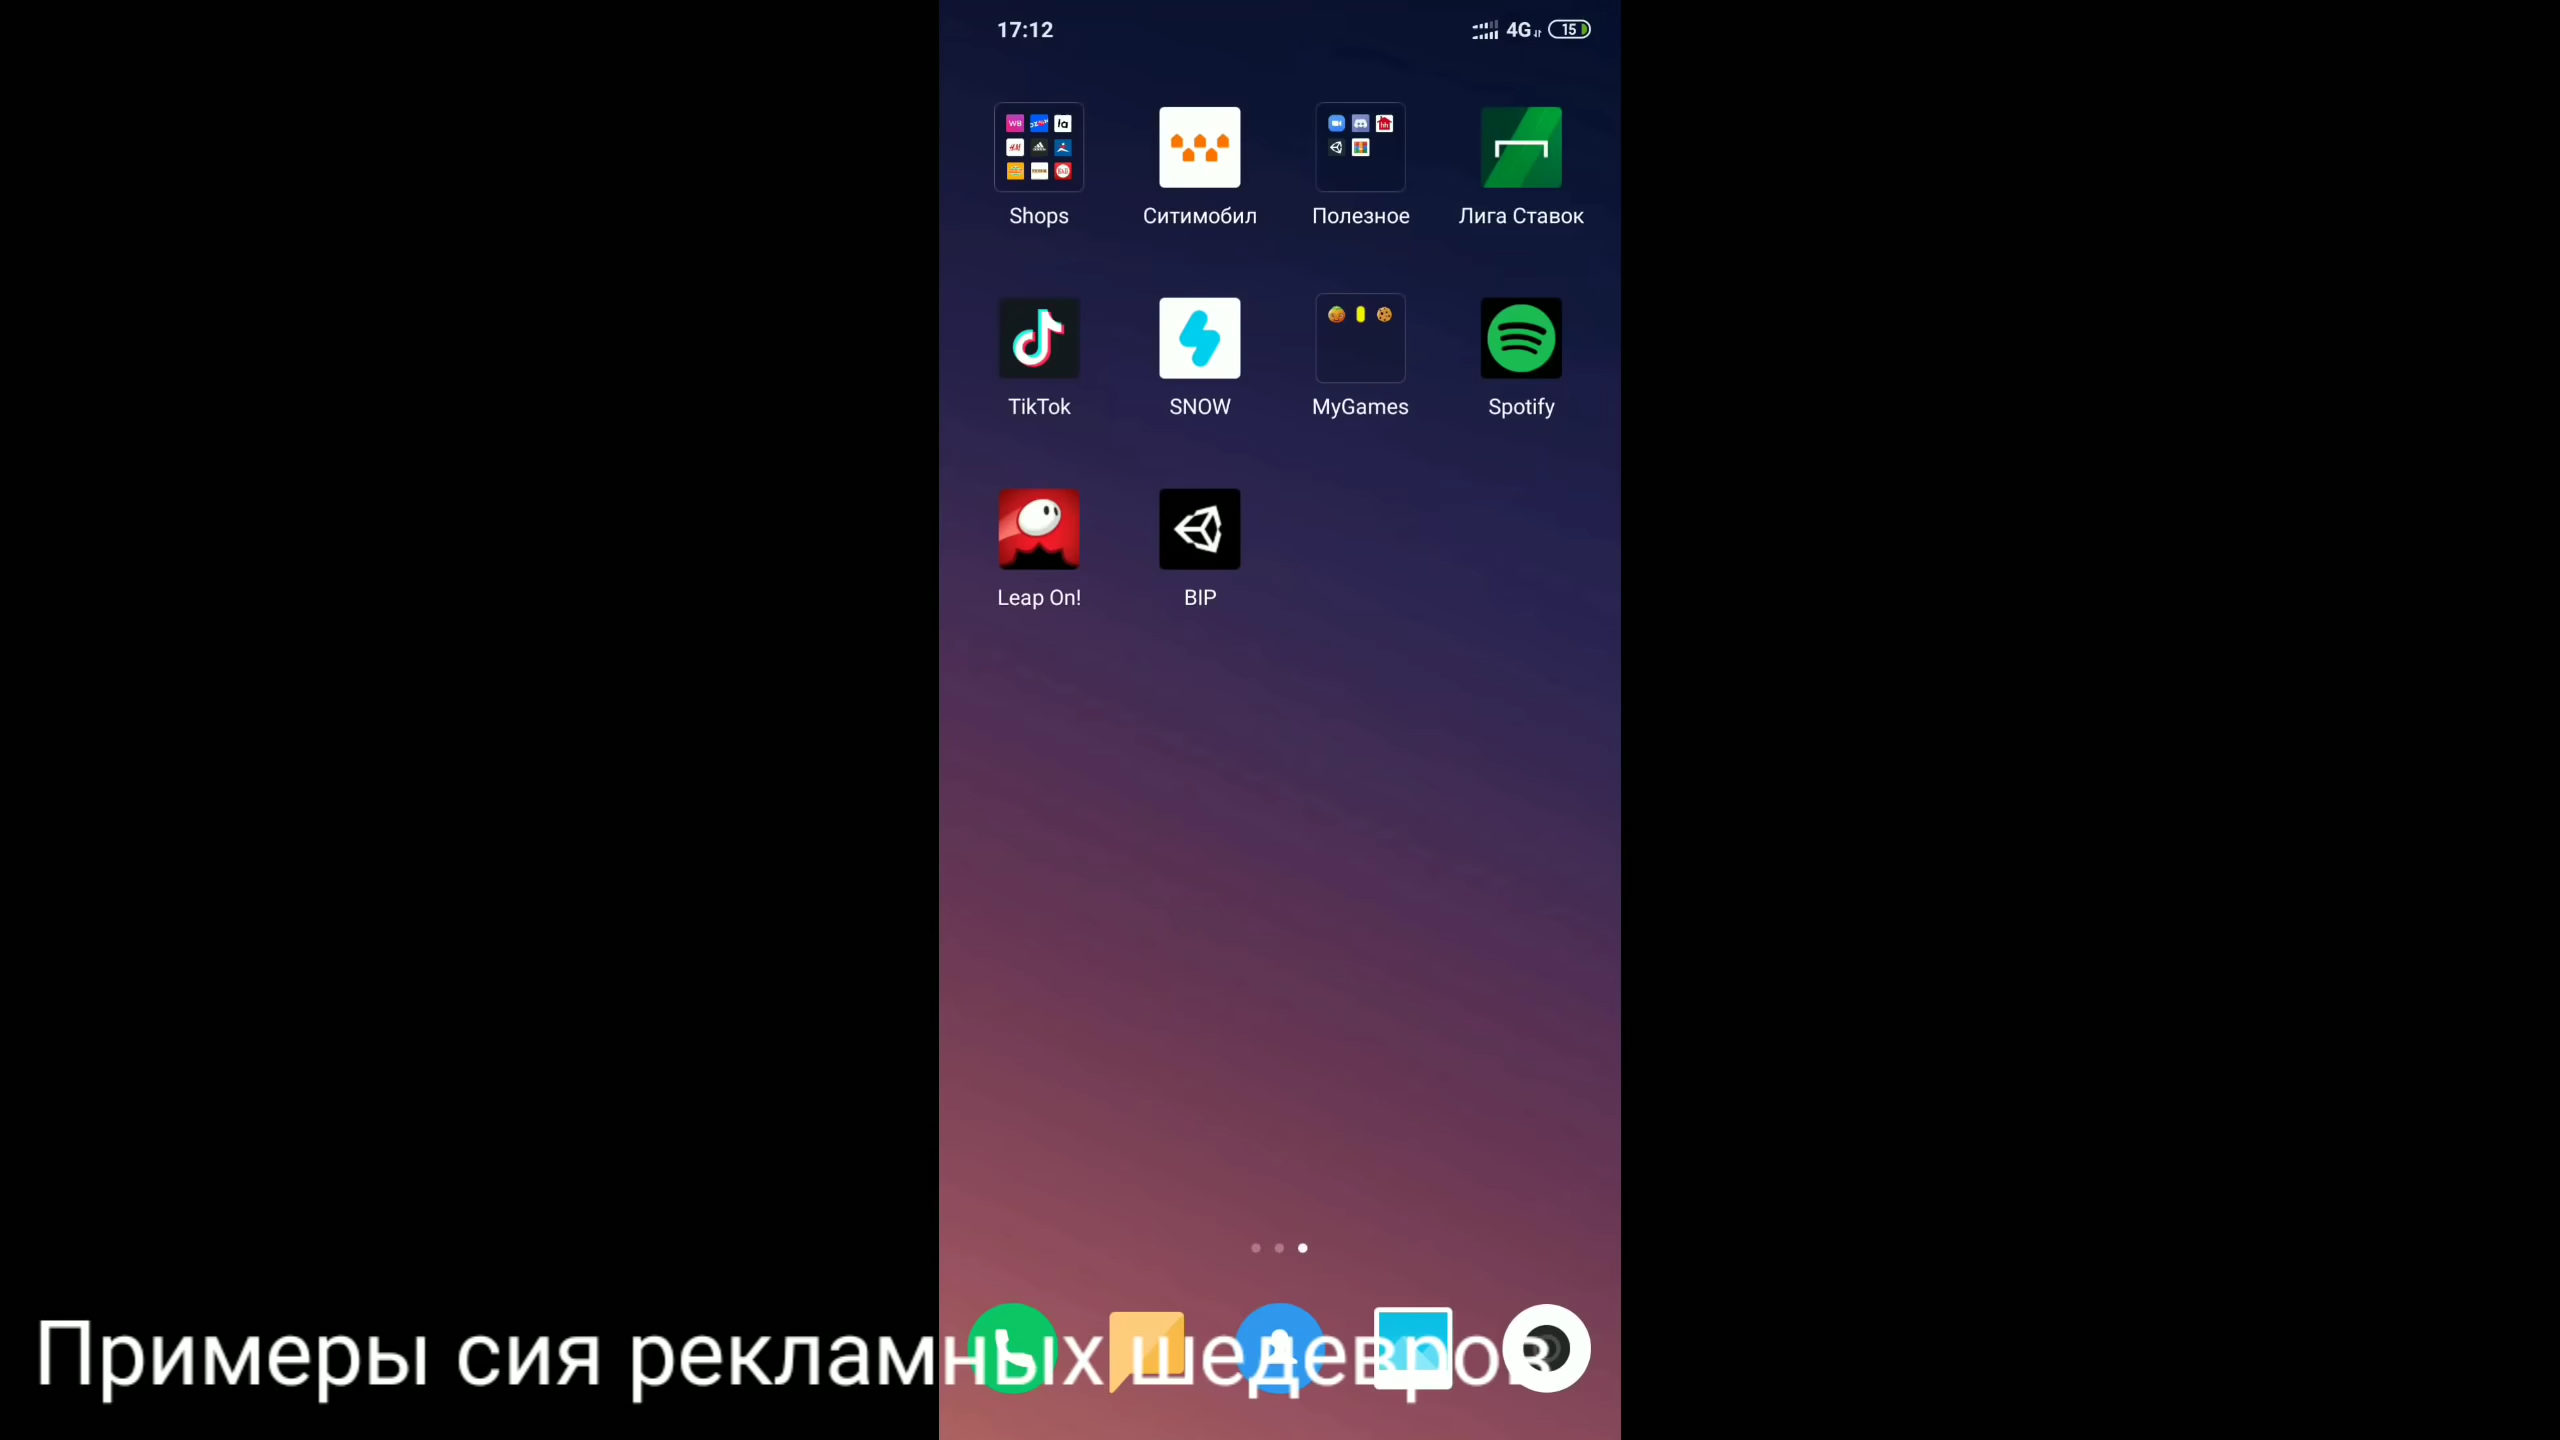 17:12 4G 15
Shops Ситимобил Полезное Лига Ставок
TikTok SNOW MyGames Spotify
Leap On! BIP
Примеры сия рекламных шедевров